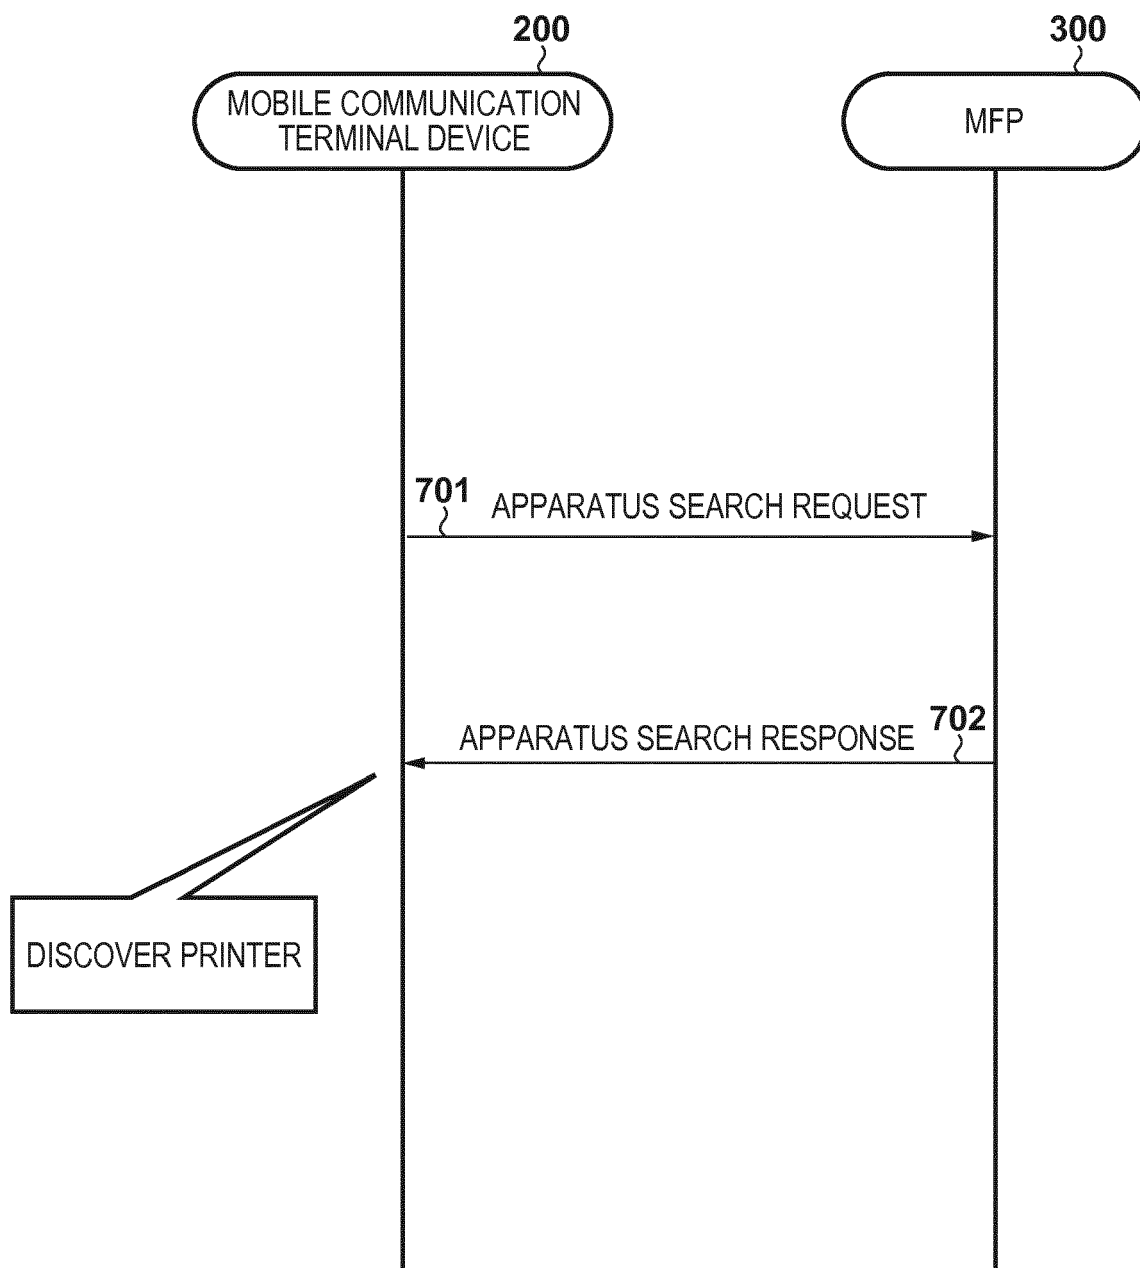 200
300
MOBILE COMMUNICATION
TERMINAL DEVICE
MFP
701
APPARATUS SEARCH REQUEST
702
APPARATUS SEARCH RESPONSE
DISCOVER PRINTER